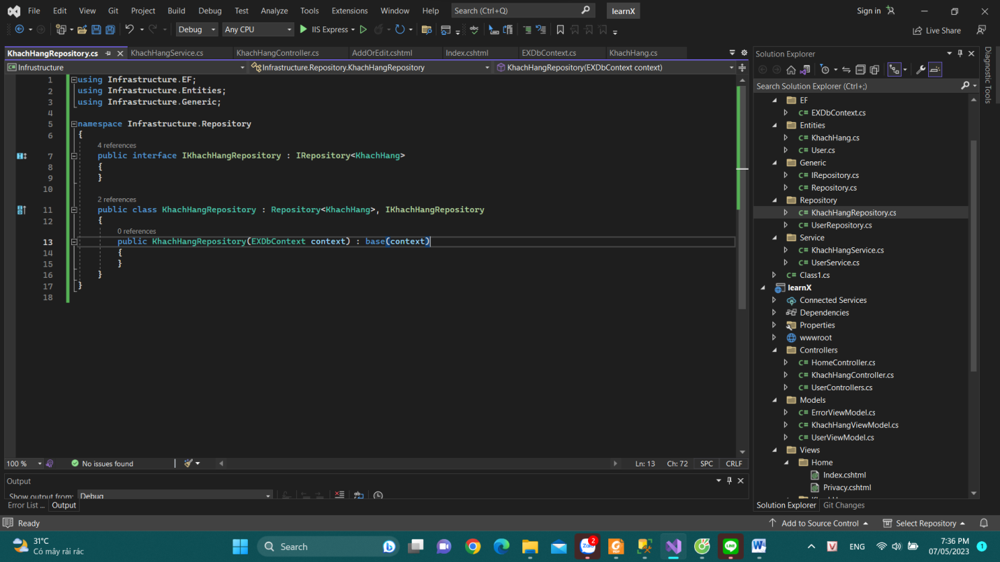 File Edit View Git Project Build Debug Test Analyze Tools Extensions Window Help Search (Ctrl+Q) learnX Sign in
Debug Any CPU IIS Express Live Share
KhachHangRepository.cs KhachHangService.cs KhachHangController.cs AddOrEdit.cshtml Index.cshtml EXDbContext.cs KhachHang.cs
Infrastructure Infrastructure.Repository.KhachHangRepository KhachHangRepository(EXDbContext context)
1 using Infrastructure.EF;
2 using Infrastructure.Entities;
3 using Infrastructure.Generic;
4
5 namespace Infrastructure.Repository
6 {
4 references
7 public interface IKhachHangRepository : IRepository<KhachHang>
8 {
9 }
10
2 references
11 public class KhachHangRepository : Repository<KhachHang>, IKhachHangRepository
12 {
0 references
13 public KhachHangRepository(EXDbContext context) : base(context)
14 {
15 }
16 }
17 }
18
100 % No issues found Ln: 13 Ch: 72 SPC CRLF
Output
Show output from: Debug
Error List ... Output
Solution Explorer
Search Solution Explorer (Ctrl+;)
EF
C# EXDbContext.cs
Entities
C# KhachHang.cs
C# User.cs
Generic
C# IRepository.cs
C# Repository.cs
Repository
C# KhachHangRepository.cs
C# UserRepository.cs
Service
C# KhachHangService.cs
C# UserService.cs
C# Class1.cs
learnX
Connected Services
Dependencies
Properties
wwwroot
Controllers
C# HomeController.cs
C# KhachHangController.cs
C# UserControllers.cs
Models
C# ErrorViewModel.cs
C# KhachHangViewModel.cs
C# UserViewModel.cs
Views
Home
Index.cshtml
Privacy.cshtml
Solution Explorer Git Changes
Diagnostic Tools
Ready Add to Source Control Select Repository
31°C
Có mây rải rác
Search
2
ENG
7:36 PM
07/05/2023
1